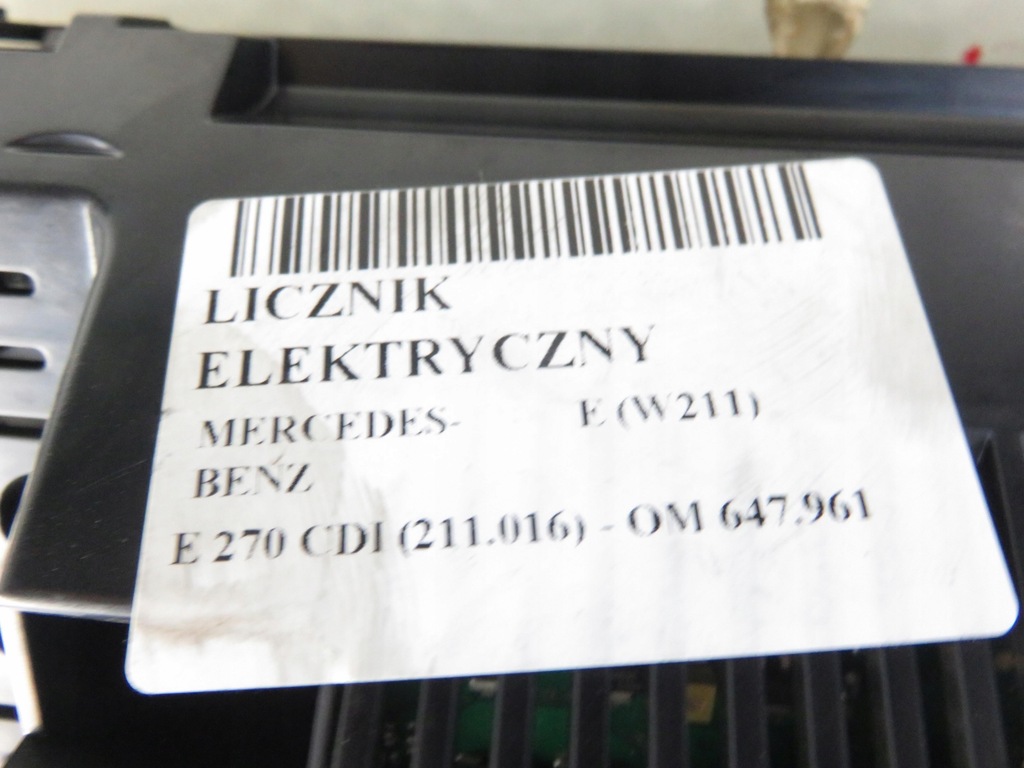 LICZNIK
ELEKTRYCZNY
MERCEDES- E (W211)
BENZ
E 270 CDI (211.016) - OM 647.961